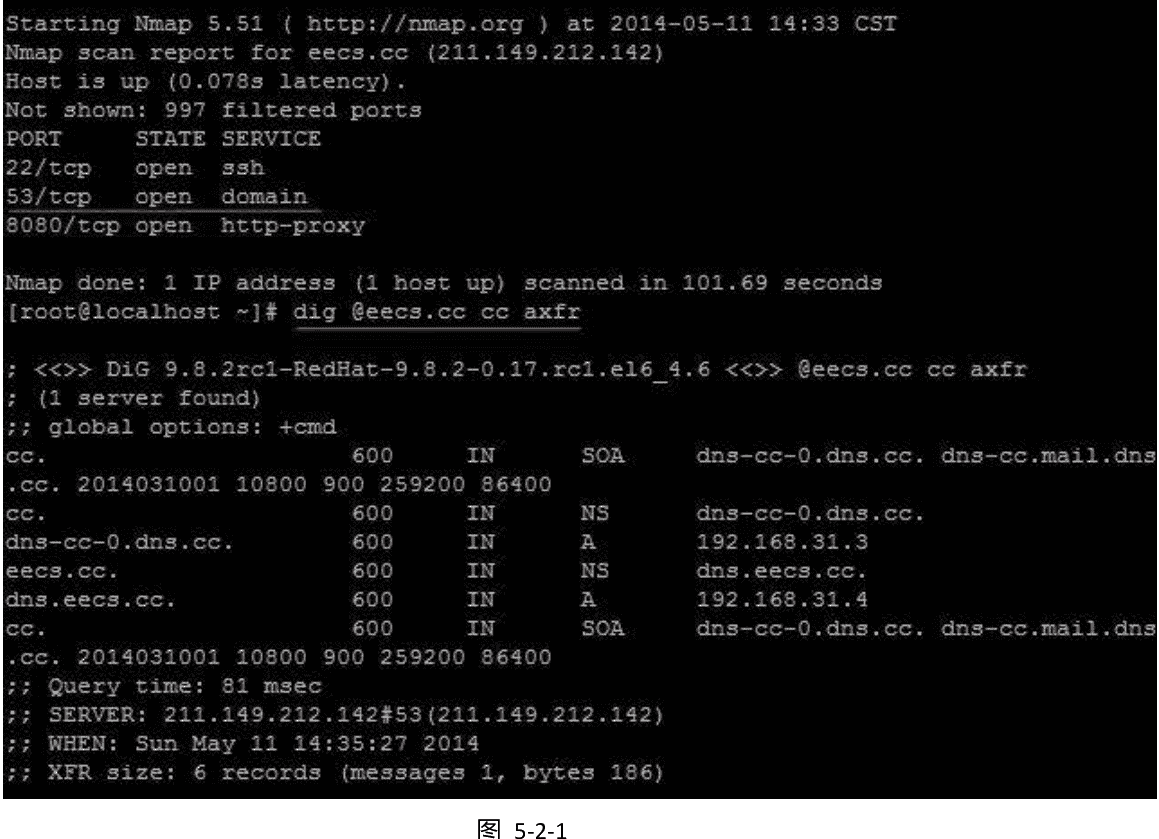 Starting Nmap 5.51 ( http://nmap.org ) at 2014-05-11 14:33 CST
Nmap scan report for eecs.cc (211.149.212.142)
Host is up (0.078s latency).
Not shown: 997 filtered ports
PORT     STATE SERVICE
22/tcp   open  ssh
53/tcp   open  domain
8080/tcp open  http-proxy
Nmap done: 1 IP address (1 host up) scanned in 101.69 seconds
[root@localhost ~]# dig @eecs.cc cc axfr
; <<>> DiG 9.8.2rc1-RedHat-9.8.2-0.17.rc1.el6_4.6 <<>> @eecs.cc cc axfr
; (1 server found)
;; global options: +cmd
cc.                     600     IN      SOA     dns-cc-0.dns.cc. dns-cc.mail.dns
.cc. 2014031001 10800 900 259200 86400
cc.                     600     IN      NS      dns-cc-0.dns.cc.
dns-cc-0.dns.cc.        600     IN      A       192.168.31.3
eecs.cc.                600     IN      NS      dns.eecs.cc.
dns.eecs.cc.            600     IN      A       192.168.31.4
cc.                     600     IN      SOA     dns-cc-0.dns.cc. dns-cc.mail.dns
.cc. 2014031001 10800 900 259200 86400
;; Query time: 81 msec
;; SERVER: 211.149.212.142#53(211.149.212.142)
;; WHEN: Sun May 11 14:35:27 2014
;; XFR size: 6 records (messages 1, bytes 186)
图 5-2-1